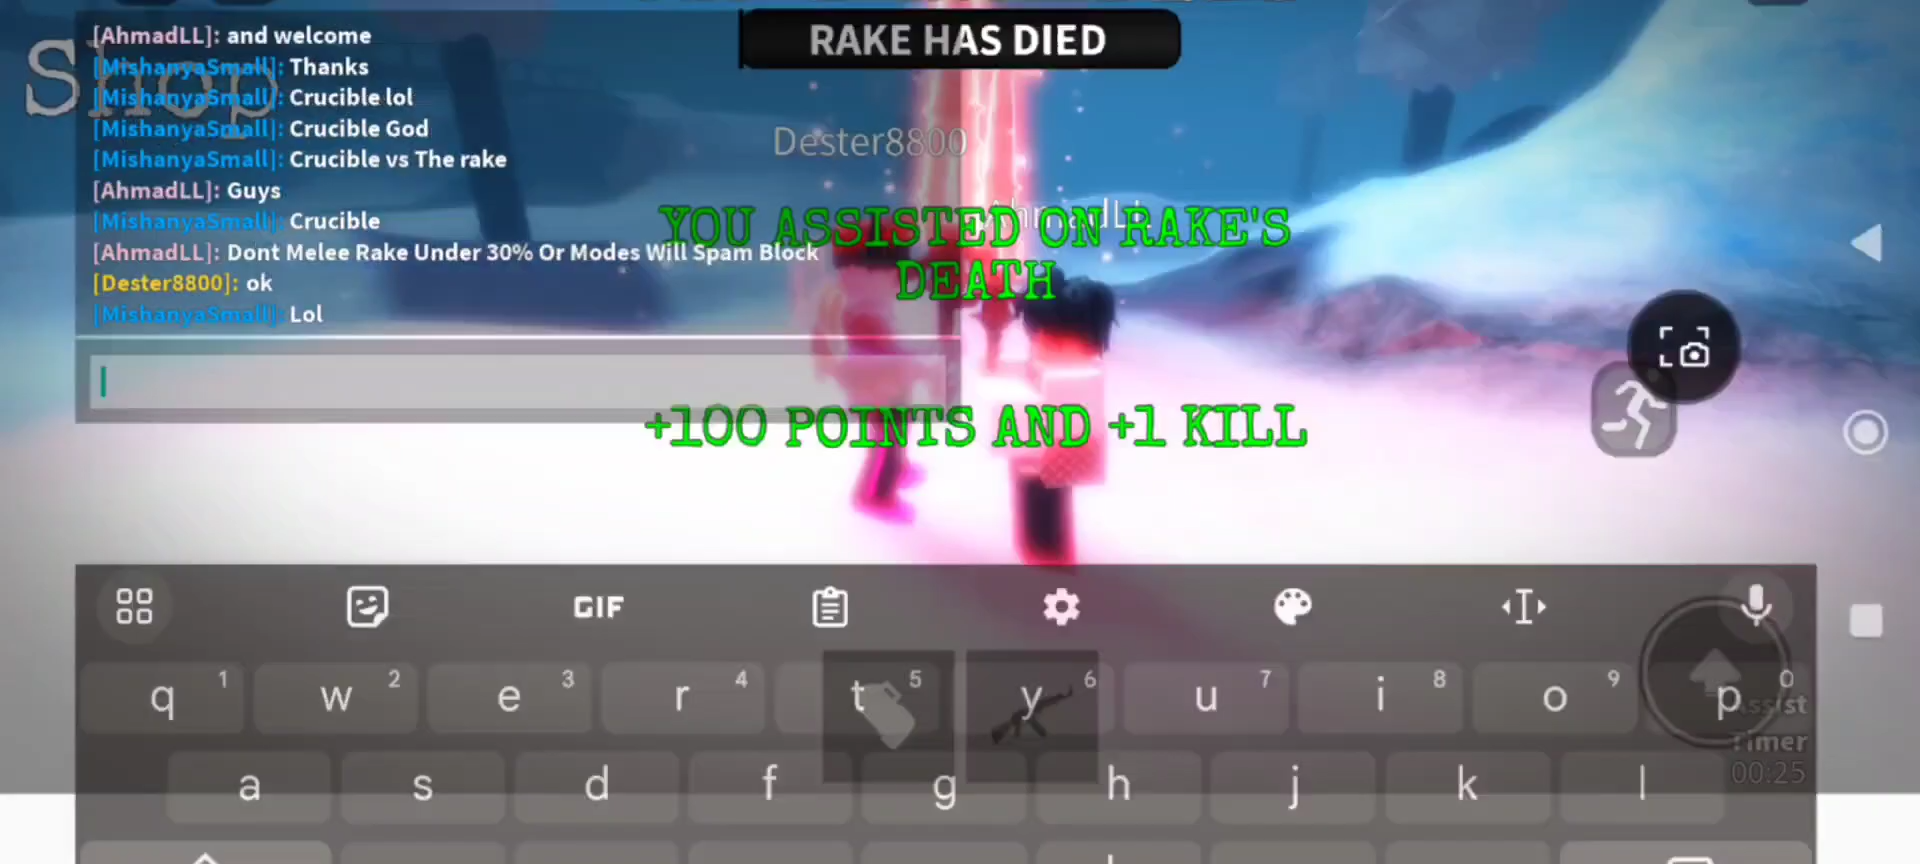 RAKE HAS DIED
Shop
[AhmadLL]: and welcome
[MishanyaSmall]: Thanks
[MishanyaSmall]: Crucible lol
[MishanyaSmall]: Crucible God
[MishanyaSmall]: Crucible vs The rake
[AhmadLL]: Guys
[MishanyaSmall]: Crucible
[AhmadLL]: Dont Melee Rake Under 30% Or Modes Will Spam Block
[Dester8800]: ok
[MishanyaSmall]: Lol
Dester8800
AhmadLL
YOU ASSISTED ON RAKE'S
DEATH
+100 POINTS AND +1 KILL
GIF
q 1 w 2 e 3 r 4 t 5 y 6 u 7 i 8 o 9 p 0
a s d f g h j k l
Assist
Timer
00:25